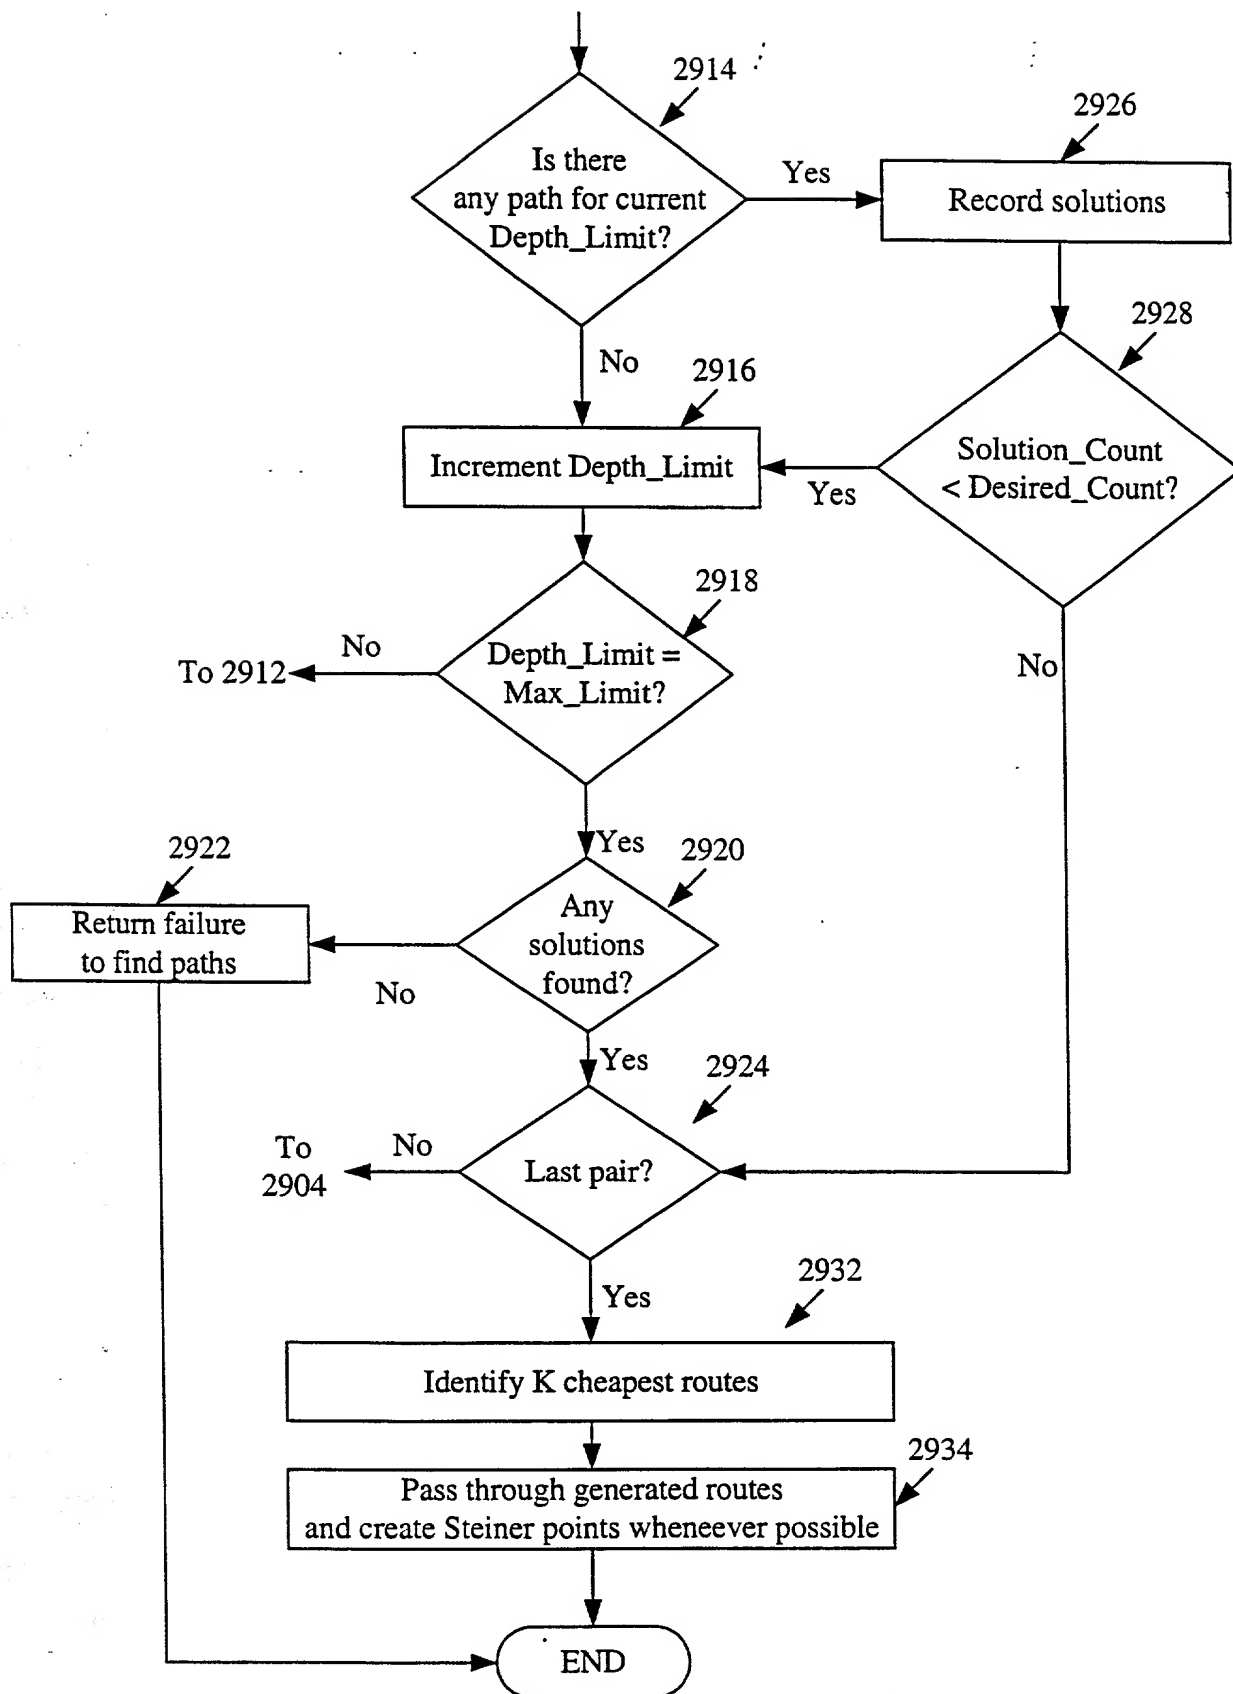 2914
Is there
any path for current
Depth_Limit?
Yes
2926
Record solutions
No
2928
Solution_Count
< Desired_Count?
Yes
No
2916
Increment Depth_Limit
2918
Depth_Limit =
Max_Limit?
No
To 2912
Yes
2920
Any
solutions
found?
No
2922
Return failure
to find paths
Yes
2924
Last pair?
No
To
2904
Yes
2932
Identify K cheapest routes
2934
Pass through generated routes
and create Steiner points wheneever possible
END